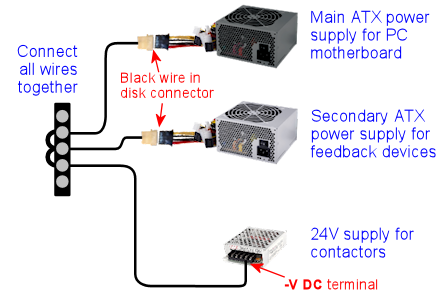 Main ATX power
supply for PC
motherboard
Connect
all wires
together
Black wire in
disk connector
Secondary ATX
power supply for
feedback devices
24V supply for
contactors
-V DC terminal